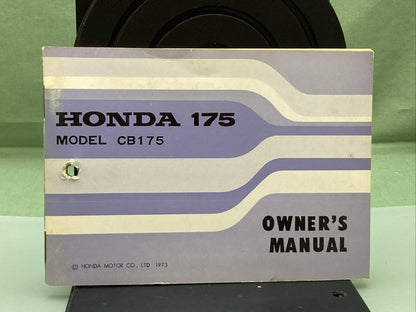 HONDA 175
MODEL CB175
OWNER'S
MANUAL
© HONDA MOTOR CO., LTD. 1973